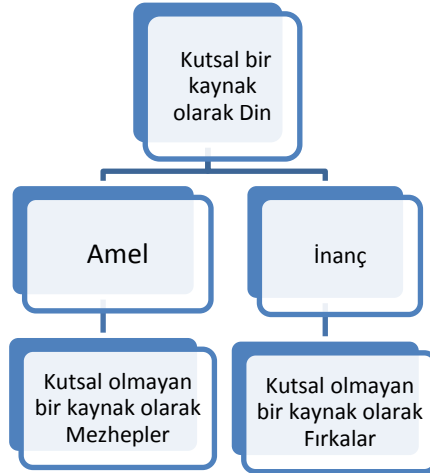 Kutsal bir
kaynak
olarak Din
Amel
İnanç
Kutsal olmayan
bir kaynak olarak
Mezhepler
Kutsal olmayan
bir kaynak olarak
Fırkalar